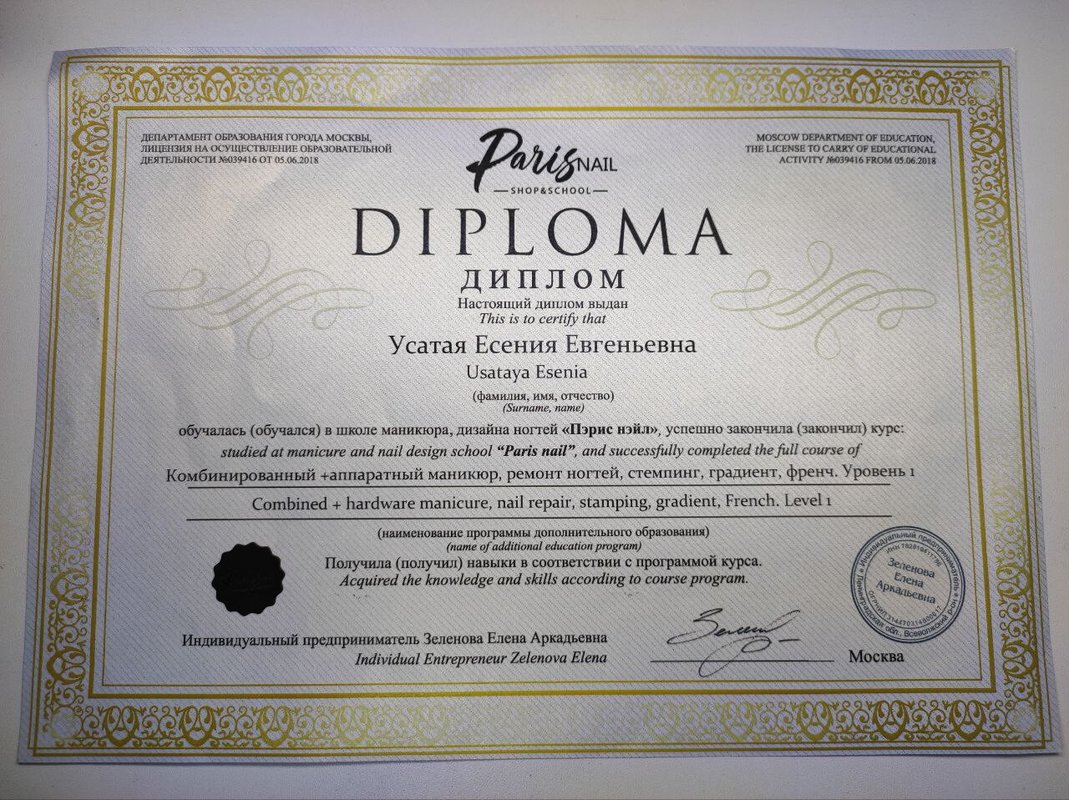 ДЕПАРТАМЕНТ ОБРАЗОВАНИЯ ГОРОДА МОСКВЫ,
ЛИЦЕНЗИЯ НА ОСУЩЕСТВЛЕНИЕ ОБРАЗОВАТЕЛЬНОЙ
ДЕЯТЕЛЬНОСТИ №039416 ОТ 05.06.2018
Paris NAIL
SHOP&SCHOOL
MOSCOW DEPARTMENT OF EDUCATION,
THE LICENSE TO CARRY OF EDUCATIONAL
ACTIVITY №039416 FROM 05.06.2018
DIPLOMA
ДИПЛОМ
Настоящий диплом выдан
This is to certify that
Усатая Есения Евгеньевна
Usataya Esenia
(фамилия, имя, отчество)
(Surname, name)
обучалась (обучался) в школе маникюра, дизайна ногтей «Пэрис нэйл», успешно закончила (закончил) курс:
studied at manicure and nail design school "Paris nail", and successfully completed the full course of
Комбинированный +аппаратный маникюр, ремонт ногтей, стемпинг, градиент, френч. Уровень 1
Combined + hardware manicure, nail repair, stamping, gradient, French. Level 1
(наименование программы дополнительного образования)
(name of additional education program)
Получила (получил) навыки в соответствии с программой курса.
Acquired the knowledge and skills according to course program.
Индивидуальный предприниматель Зеленова Елена Аркадьевна
Individual Entrepreneur Zelenova Elena
Москва
Индивидуальный предприниматель
Зеленова
Елена
Аркадьевна
Ленинградская обл., Всеволжский